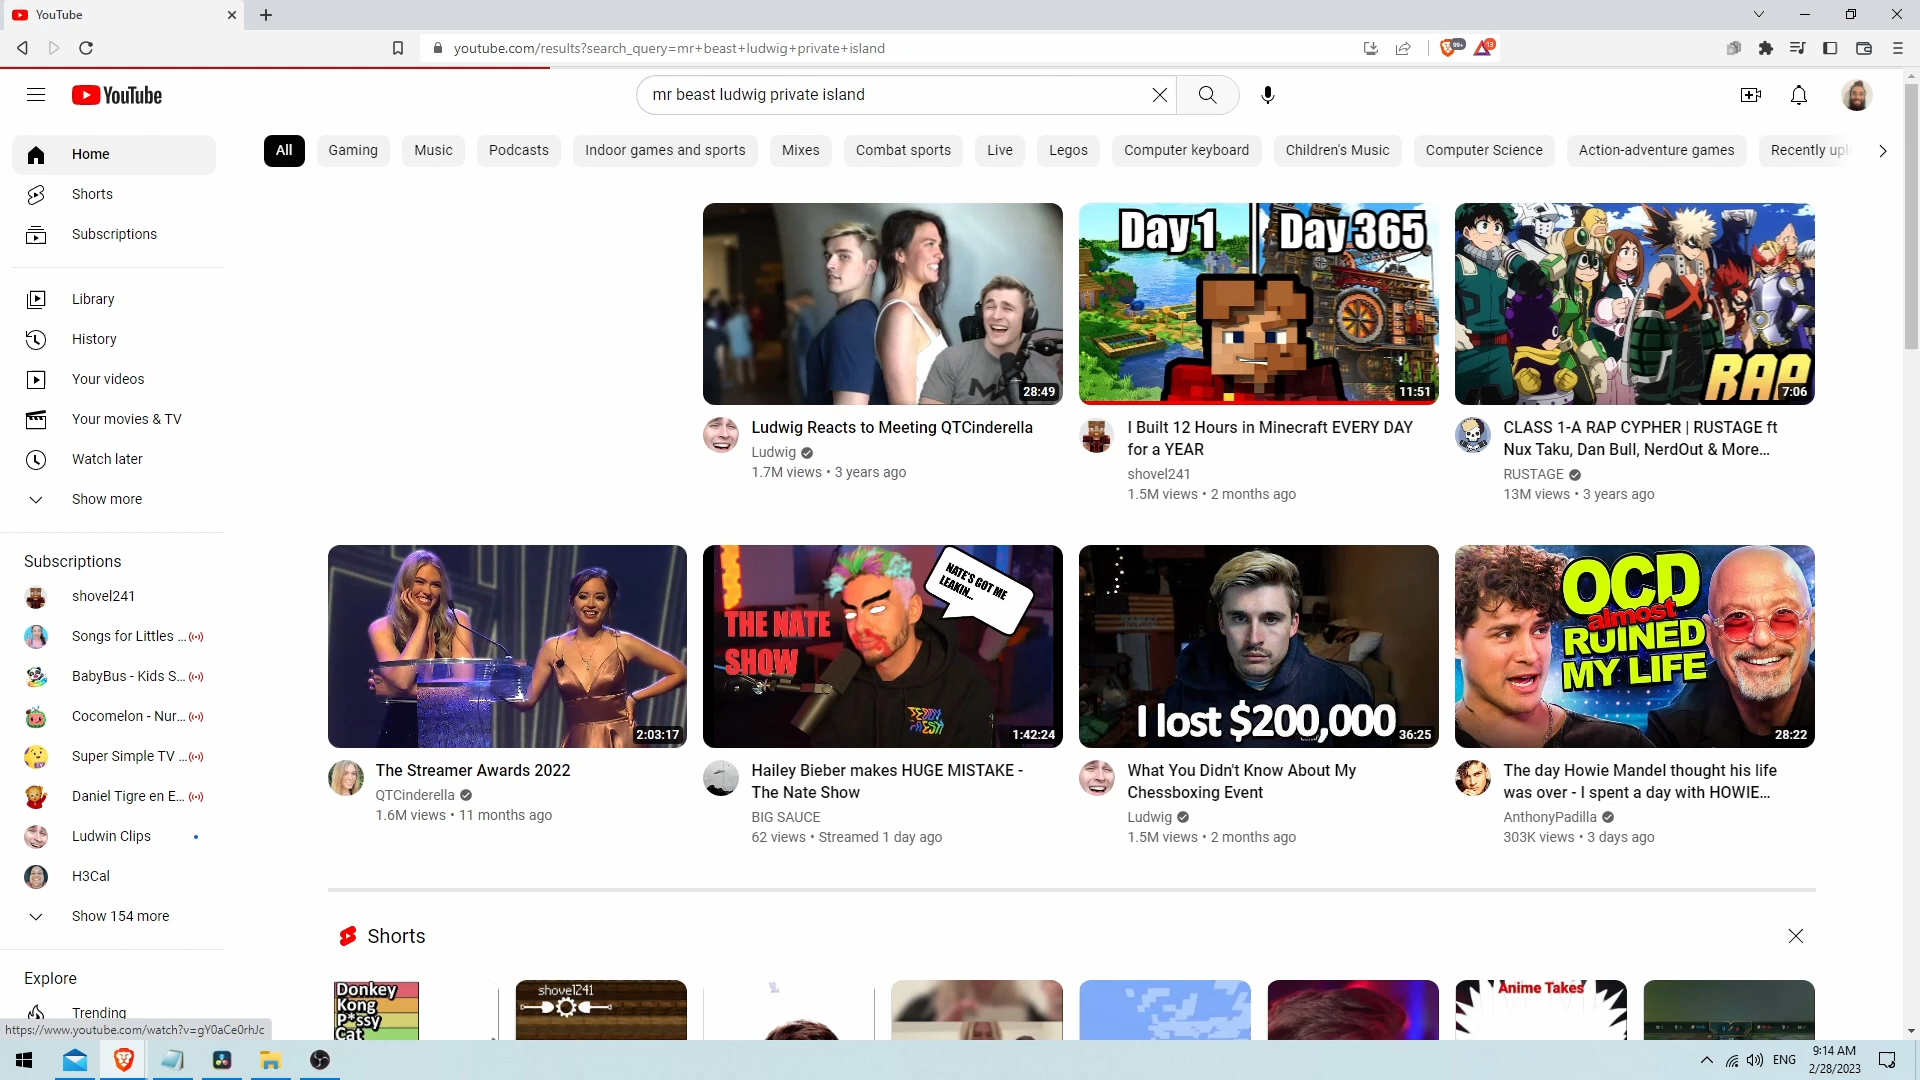 YouTube
youtube.com/results?search_query=mr+beast+ludwig+private+island
99+
13
YouTube
mr beast ludwig private island
Home
Shorts
Subscriptions
Library
History
Your videos
Your movies & TV
Watch later
Show more
Subscriptions
shovel241
Songs for Littles ...
BabyBus - Kids S...
Cocomelon - Nur...
Super Simple TV ...
Daniel Tigre en E...
Ludwin Clips
H3Cal
Show 154 more
Explore
Trending
All
Gaming
Music
Podcasts
Indoor games and sports
Mixes
Combat sports
Live
Legos
Computer keyboard
Children's Music
Computer Science
Action-adventure games
Recently upl
28:49
Ludwig Reacts to Meeting QTCinderella
Ludwig
1.7M views • 3 years ago
Day 1
Day 365
11:51
I Built 12 Hours in Minecraft EVERY DAY
for a YEAR
shovel241
1.5M views • 2 months ago
RAP
7:06
CLASS 1-A RAP CYPHER | RUSTAGE ft
Nux Taku, Dan Bull, NerdOut & More...
RUSTAGE
13M views • 3 years ago
2:03:17
The Streamer Awards 2022
QTCinderella
1.6M views • 11 months ago
NATE'S GOT ME
LEAKIN...
THE NATE
SHOW
TEDDY
FRESH
1:42:24
Hailey Bieber makes HUGE MISTAKE -
The Nate Show
BIG SAUCE
62 views • Streamed 1 day ago
I lost $200,000
36:25
What You Didn't Know About My
Chessboxing Event
Ludwig
1.5M views • 2 months ago
OCD
almost
RUINED
MY LIFE
28:22
The day Howie Mandel thought his life
was over - I spent a day with HOWIE...
AnthonyPadilla
303K views • 3 days ago
Shorts
Donkey
Kong
P*ssy
Cat
shovel241
Anime Takes
https://www.youtube.com/watch?v=gY0aCe0rhJc
ENG
9:14 AM
2/28/2023